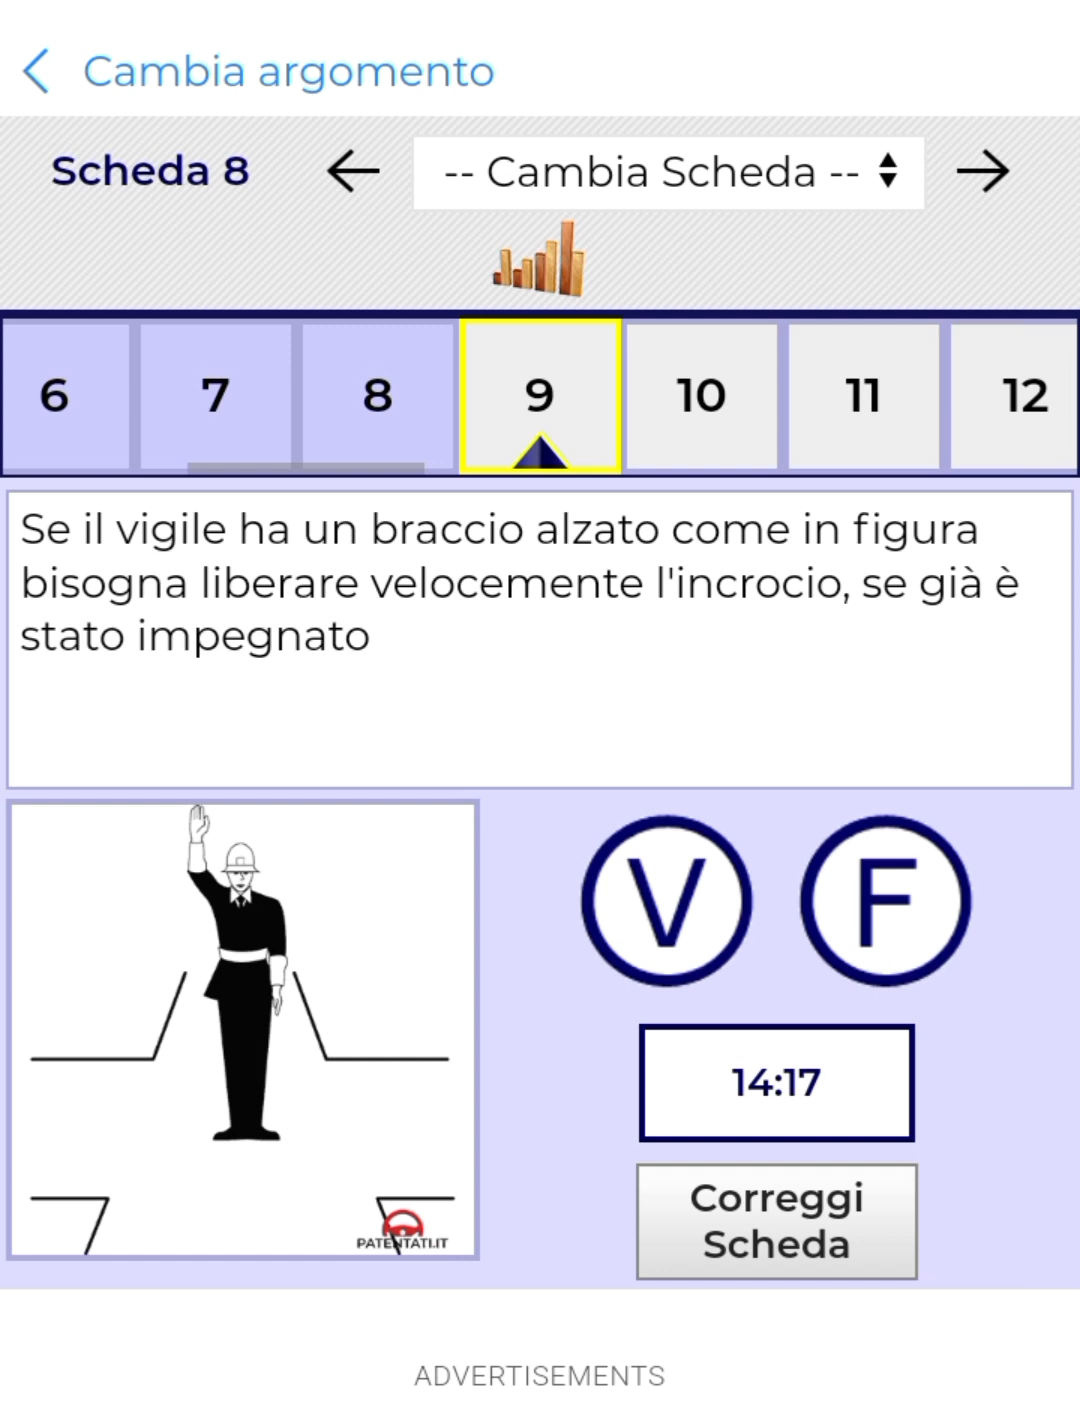 Cambia argomento
Scheda 8
-- Cambia Scheda --
6 7 8 9 10 11 12
Se il vigile ha un braccio alzato come in figura
bisogna liberare velocemente l'incrocio, se già è
stato impegnato
V F
14:17
PATENTATI.IT
Correggi
Scheda
ADVERTISEMENTS